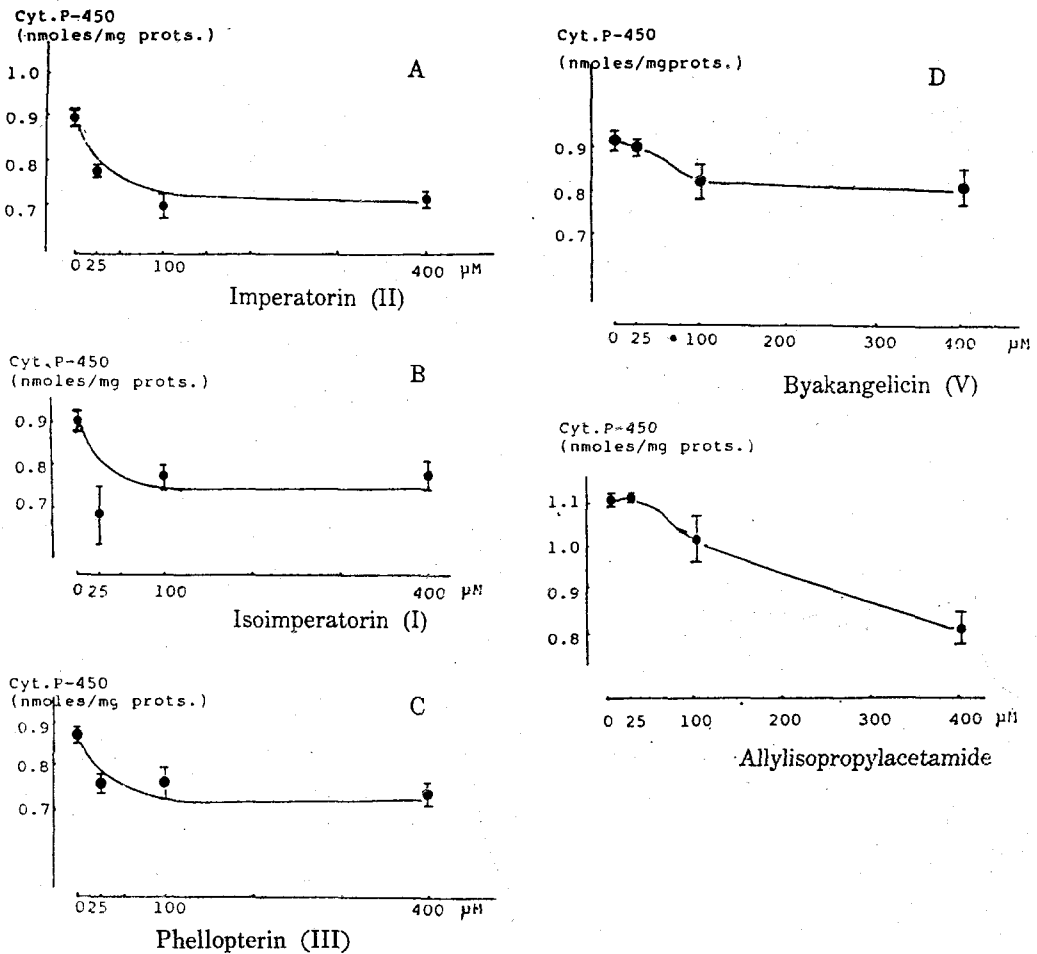 Cyt.P-450
(nmoles/mg prots.)
A
1.0
0.9
0.8
0.7
0 25 100 400 µM
Imperatorin (II)
Cyt.P-450
(nmoles/mg prots.)
B
0.9
0.8
0.7
0 25 100 400 µM
Isoimperatorin (I)
Cyt.P-450
(nmoles/mg prots.)
C
0.9
0.8
0.7
0 25 100 400 µM
Phellopterin (III)
Cyt.P-450
(nmoles/mgprots.)
D
0.9
0.8
0.7
0 25 100 200 300 400 µM
Byakangelicin (V)
Cyt.P-450
(nmoles/mg prots.)
1.1
1.0
0.9
0.8
0 25 100 200 300 400 µM
Allylisopropylacetamide